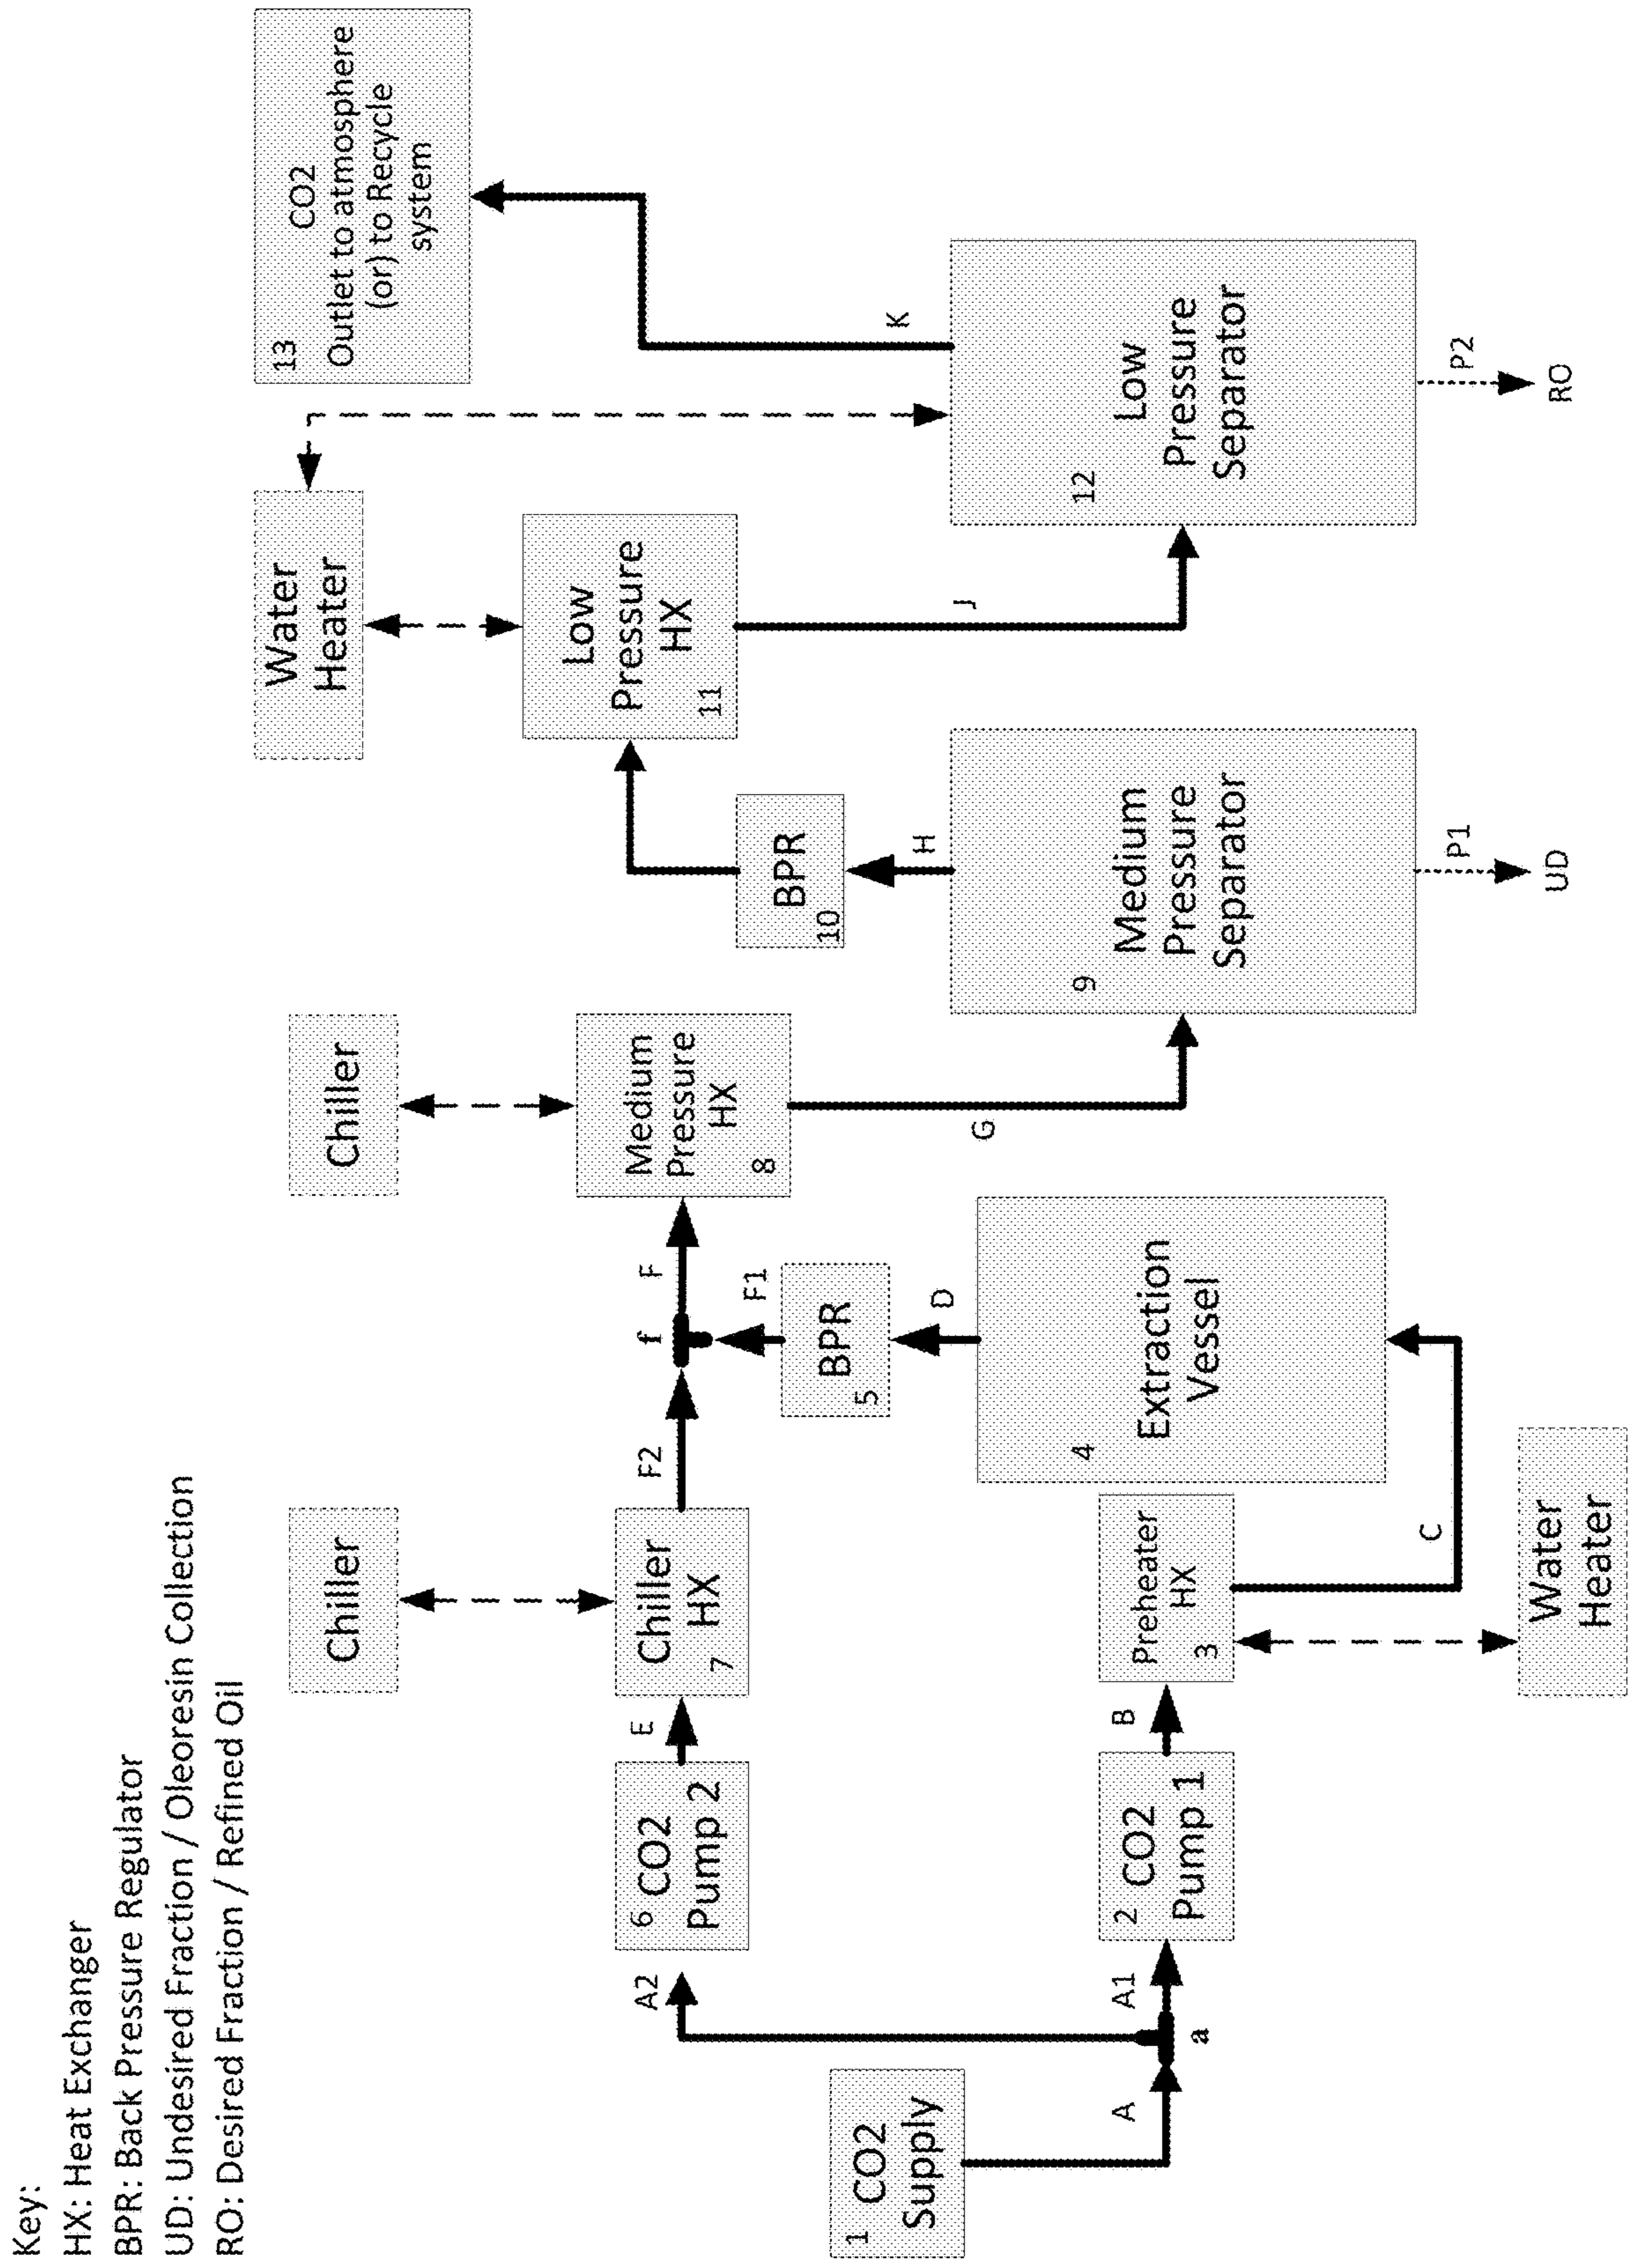 Key:
HX: Heat Exchanger
BPR: Back Pressure Regulator
UD: Undesired Fraction / Oleoresin Collection
RO: Desired Fraction / Refined Oil
1 CO2
Supply
A
a
A1
A2
2 CO2
Pump 1
B
Preheater
HX
3
Water
Heater
C
4
Extraction
Vessel
D
BPR
5
F1
6 CO2
Pump 2
E
Chiller
HX
7
Chiller
F2
f
F
Medium
Pressure
HX
8
Chiller
G
9
Medium
Pressure
Separator
P1
UD
H
BPR
10
Low
Pressure
HX
11
Water
Heater
J
12
Low
Pressure
Separator
P2
RO
K
13
CO2
Outlet to atmosphere
(or) to Recycle
system